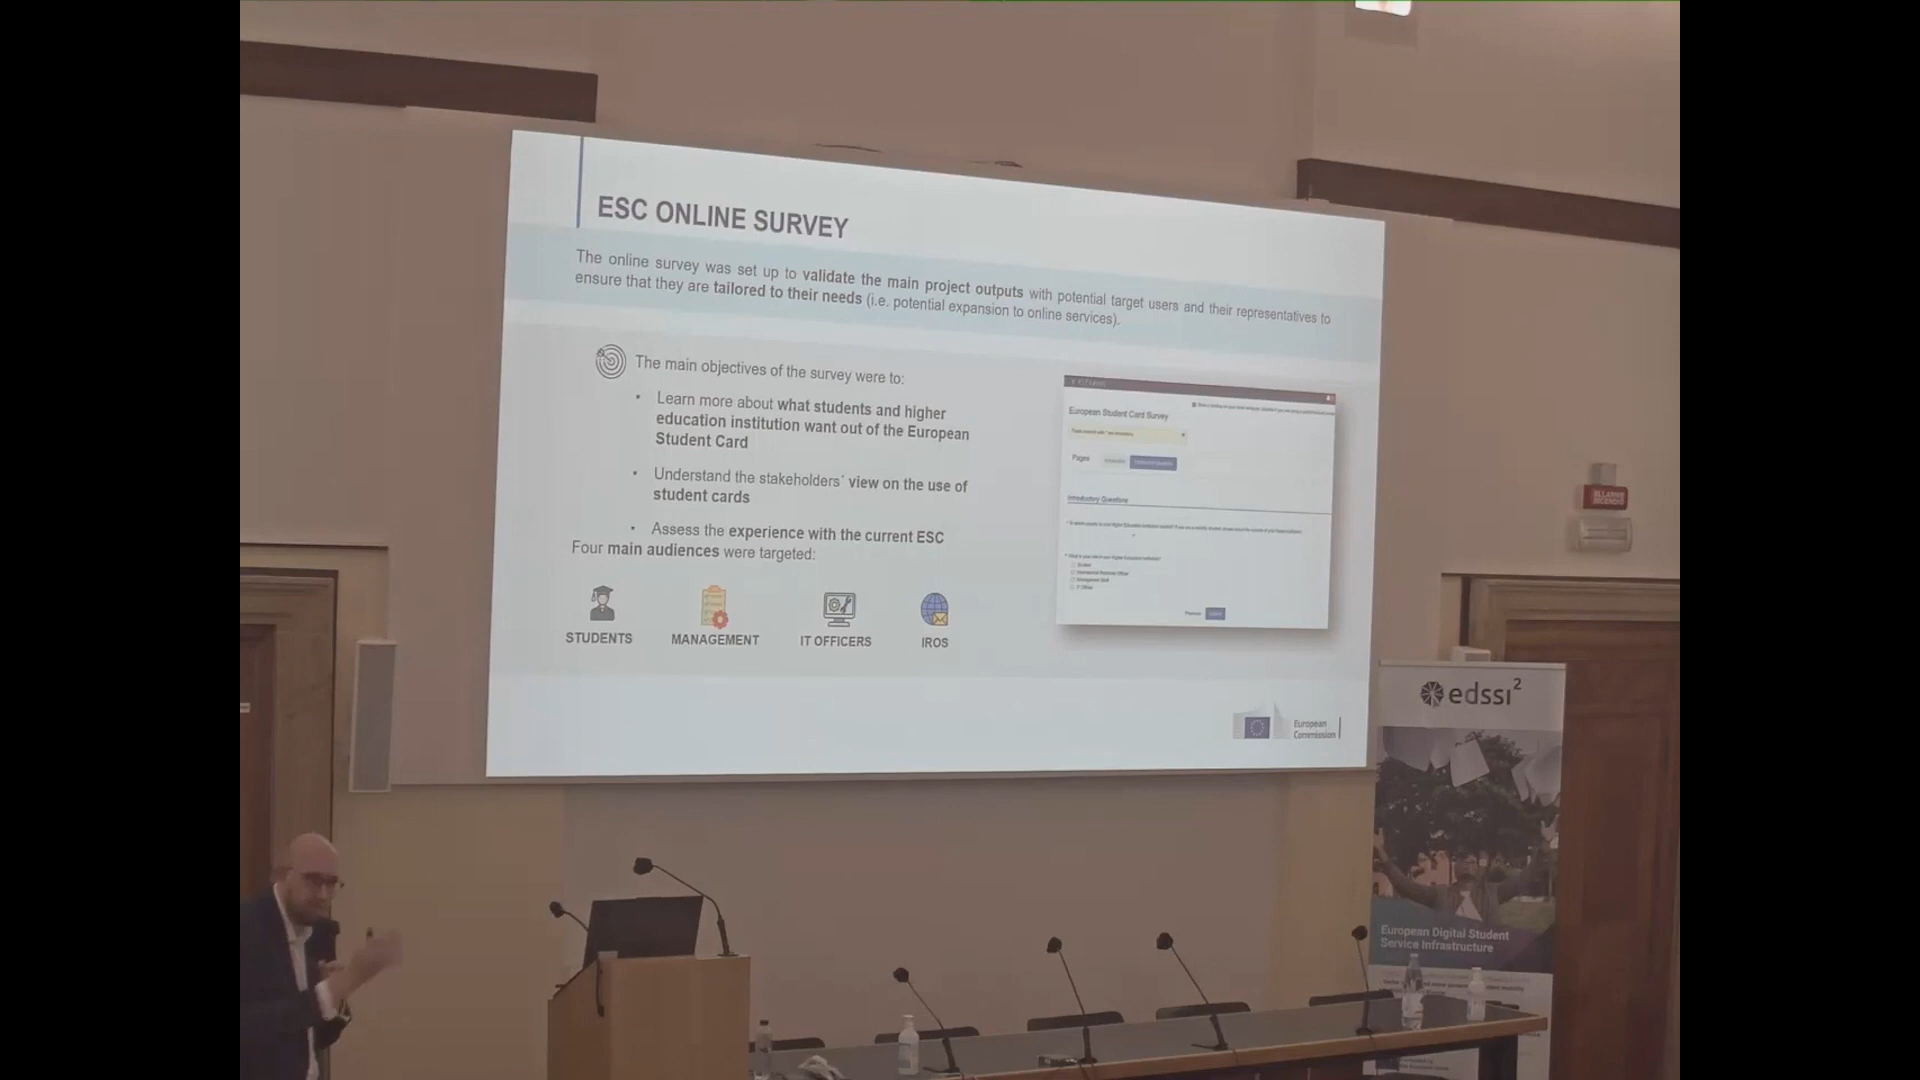 ESC ONLINE SURVEY
The online survey was set up to validate the main project outputs with potential target users and their representatives to
ensure that they are tailored to their needs (i.e. potential expansion to online services).
The main objectives of the survey were to:
• Learn more about what students and higher
education institution want out of the European
Student Card
• Understand the stakeholders´ view on the use of
student cards
• Assess the experience with the current ESC
Four main audiences were targeted:
STUDENTS MANAGEMENT IT OFFICERS IROS
European Student Card Survey
Pages
Introductory Questions
European
Commission
ALLARME
INCENDIO
edssi²
European Digital Student
Service Infrastructure